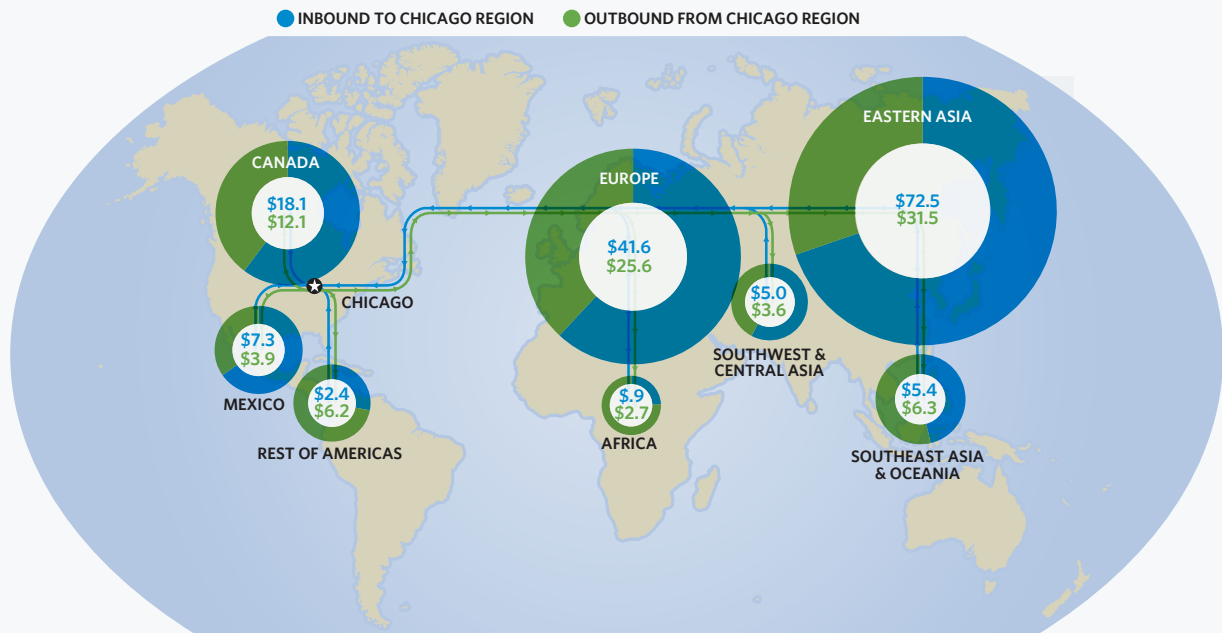 INBOUND TO CHICAGO REGION
OUTBOUND FROM CHICAGO REGION
CANADA
$18.1
$12.1
EUROPE
$41.6
$25.6
EASTERN ASIA
$72.5
$31.5
CHICAGO
MEXICO
$7.3
$3.9
$2.4
$6.2
REST OF AMERICAS
$.9
$2.7
AFRICA
$5.0
$3.6
SOUTHWEST &
CENTRAL ASIA
$5.4
$6.3
SOUTHEAST ASIA
& OCEANIA